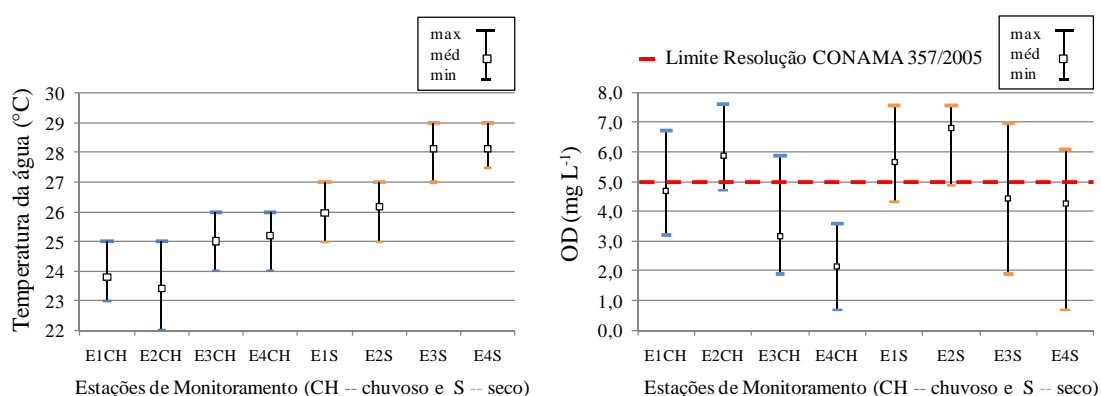 max
méd
min
Temperatura da água (°C)
30
29
28
27
26
25
24
23
22
E1CH E2CH E3CH E4CH E1S E2S E3S E4S
Estações de Monitoramento (CH -- chuvoso e S -- seco)
Limite Resolução CONAMA 357/2005
max
méd
min
OD (mg L-1)
8,0
7,0
6,0
5,0
4,0
3,0
2,0
1,0
0,0
E1CH E2CH E3CH E4CH E1S E2S E3S E4S
Estações de Monitoramento (CH -- chuvoso e S -- seco)